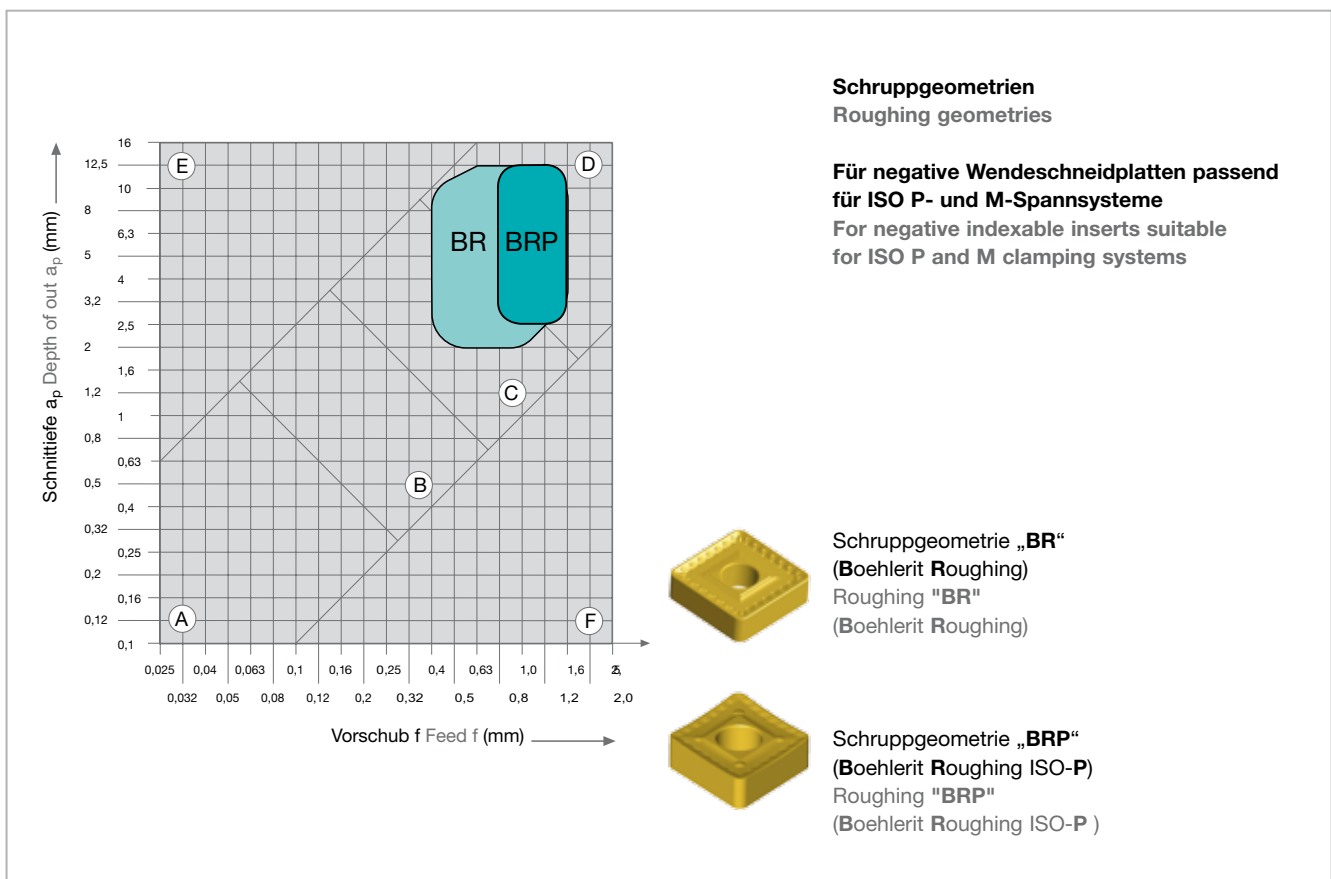 Schruppgeometrien
Roughing geometries
Für negative Wendeschneidplatten passend
für ISO P- und M-Spannsysteme
For negative indexable inserts suitable
for ISO P and M clamping systems
Schnittiefe ap Depth of out ap (mm)
16
12,5
10
8
6,3
5
4
3,2
2,5
2
1,6
1,2
1
0,8
0,63
0,5
0,4
0,32
0,25
0,2
0,16
0,12
0,1
E
D
BR
BRP
C
B
A
F
0,025 0,04 0,063 0,1 0,16 0,25 0,4 0,63 1,0 1,6
0,032 0,05 0,08 0,12 0,2 0,32 0,5 0,8 1,2 2,0
Vorschub f Feed f (mm)
Schruppgeometrie „BR“
(Boehlerit Roughing)
Roughing "BR"
(Boehlerit Roughing)
Schruppgeometrie „BRP“
(Boehlerit Roughing ISO-P)
Roughing "BRP"
(Boehlerit Roughing ISO-P )